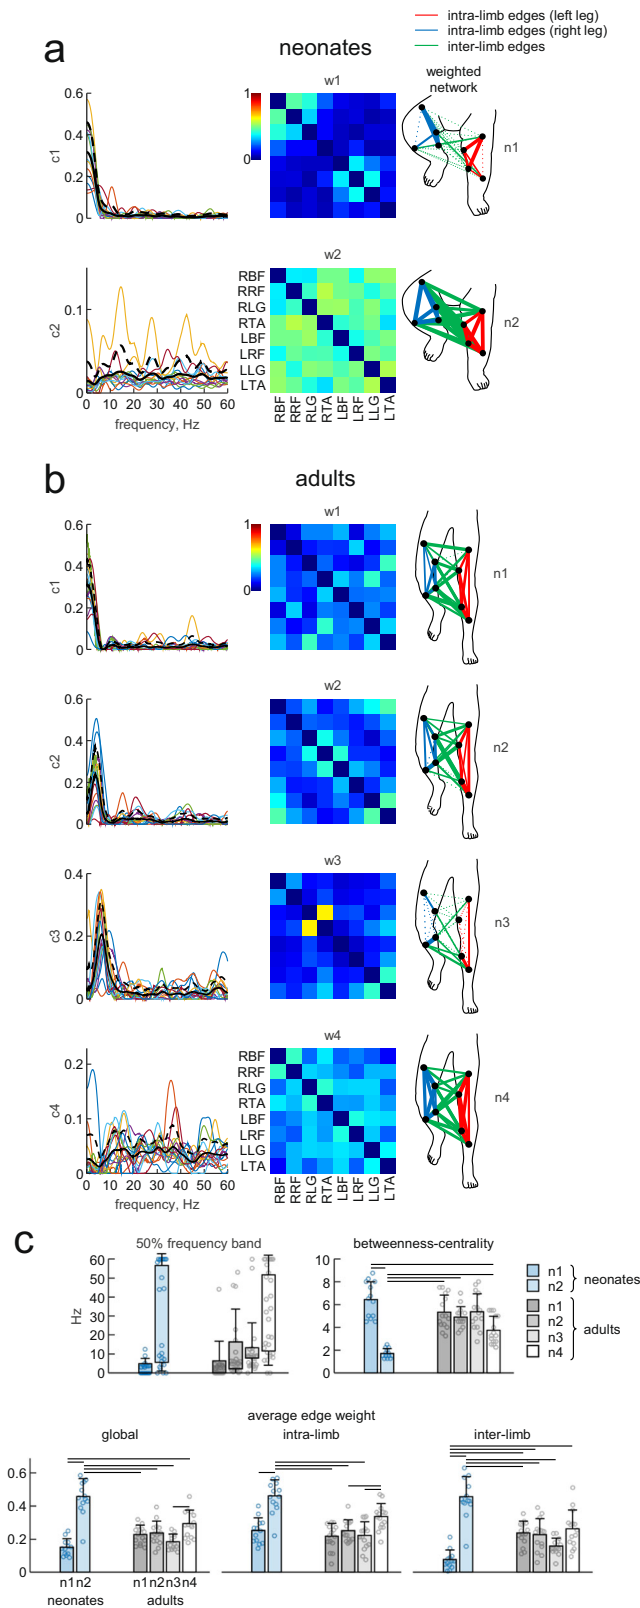 intra-limb edges (left leg)
intra-limb edges (right leg)
inter-limb edges
a
neonates
w1
weighted
network
1
0
0.6
0.4
0.2
0
c1
n1
w2
0.1
0
c2
0 10 20 30 40 50 60
frequency, Hz
RBF
RRF
RLG
RTA
LBF
LRF
LLG
LTA
RBF RRF RLG RTA LBF LRF LLG LTA
n2
b
adults
w1
1
0
0.6
0.4
0.2
0
c1
n1
w2
0.6
0.4
0.2
0
c2
n2
w3
0.4
0.2
0
c3
n3
w4
0.4
0.2
0
c4
0 10 20 30 40 50 60
frequency, Hz
RBF
RRF
RLG
RTA
LBF
LRF
LLG
LTA
RBF RRF RLG RTA LBF LRF LLG LTA
n4
c
50% frequency band
60
50
40
30
20
10
0
Hz
betweenness-centrality
10
8
6
4
2
0
n1
n2
neonates
n1
n2
n3
n4
adults
average edge weight
global
intra-limb
inter-limb
0.6
0.4
0.2
0
n1 n2
n1 n2 n3 n4
neonates
adults